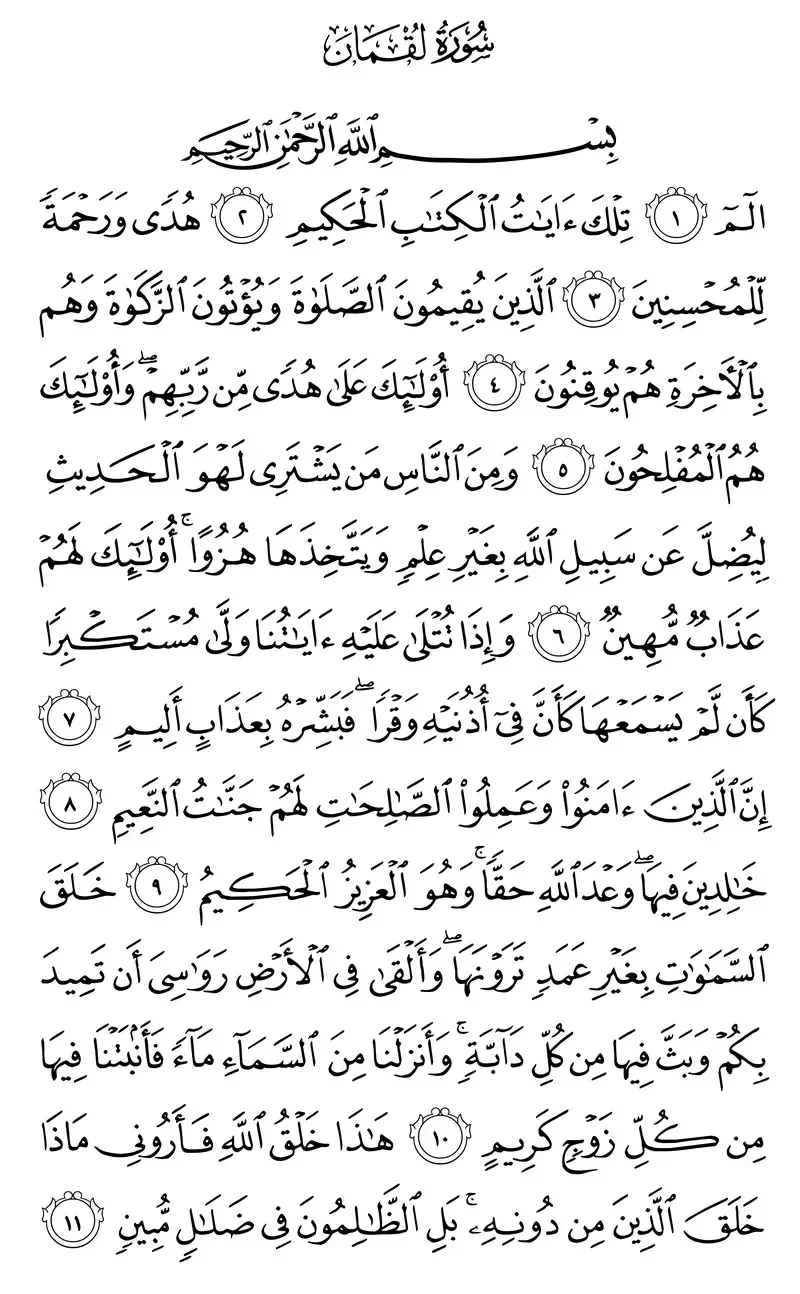 سُورَةُ لُقْمَان
بِسْمِ ٱللَّهِ ٱلرَّحْمَٰنِ ٱلرَّحِيمِ
الٓمٓ ١ تِلْكَ ءَايَٰتُ ٱلْكِتَٰبِ ٱلْحَكِيمِ ٢ هُدًى وَرَحْمَةً
لِّلْمُحْسِنِينَ ٣ ٱلَّذِينَ يُقِيمُونَ ٱلصَّلَوٰةَ وَيُؤْتُونَ ٱلزَّكَوٰةَ وَهُم
بِٱلْأَخِرَةِ هُمْ يُوقِنُونَ ٤ أُوْلَٰٓئِكَ عَلَىٰ هُدًى مِّن رَّبِّهِمْۖ وَأُوْلَٰٓئِكَ
هُمُ ٱلْمُفْلِحُونَ ٥ وَمِنَ ٱلنَّاسِ مَن يَشْتَرِى لَهْوَ ٱلْحَدِيثِ
لِيُضِلَّ عَن سَبِيلِ ٱللَّهِ بِغَيْرِ عِلْمٍ وَيَتَّخِذَهَا هُزُوًاۚ أُوْلَٰٓئِكَ لَهُمْ
عَذَابٌ مُّهِينٌ ٦ وَإِذَا تُتْلَىٰ عَلَيْهِ ءَايَٰتُنَا وَلَّىٰ مُسْتَكْبِرًا
كَأَن لَّمْ يَسْمَعْهَا كَأَنَّ فِىٓ أُذُنَيْهِ وَقْرًاۖ فَبَشِّرْهُ بِعَذَابٍ أَلِيمٍ ٧
إِنَّ ٱلَّذِينَ ءَامَنُواْ وَعَمِلُواْ ٱلصَّٰلِحَٰتِ لَهُمْ جَنَّٰتُ ٱلنَّعِيمِ ٨
خَٰلِدِينَ فِيهَاۖ وَعْدَ ٱللَّهِ حَقًّاۚ وَهُوَ ٱلْعَزِيزُ ٱلْحَكِيمُ ٩ خَلَقَ
ٱلسَّمَٰوَٰتِ بِغَيْرِ عَمَدٍ تَرَوْنَهَاۖ وَأَلْقَىٰ فِى ٱلْأَرْضِ رَوَٰسِىَ أَن تَمِيدَ
بِكُمْ وَبَثَّ فِيهَا مِن كُلِّ دَآبَّةٍۚ وَأَنزَلْنَا مِنَ ٱلسَّمَآءِ مَآءً فَأَنۢبَتْنَا فِيهَا
مِن كُلِّ زَوْجٍ كَرِيمٍ ١٠ هَٰذَا خَلْقُ ٱللَّهِ فَأَرُونِى مَاذَا
خَلَقَ ٱلَّذِينَ مِن دُونِهِۦۚ بَلِ ٱلظَّٰلِمُونَ فِى ضَلَٰلٍ مُّبِينٍ ١١